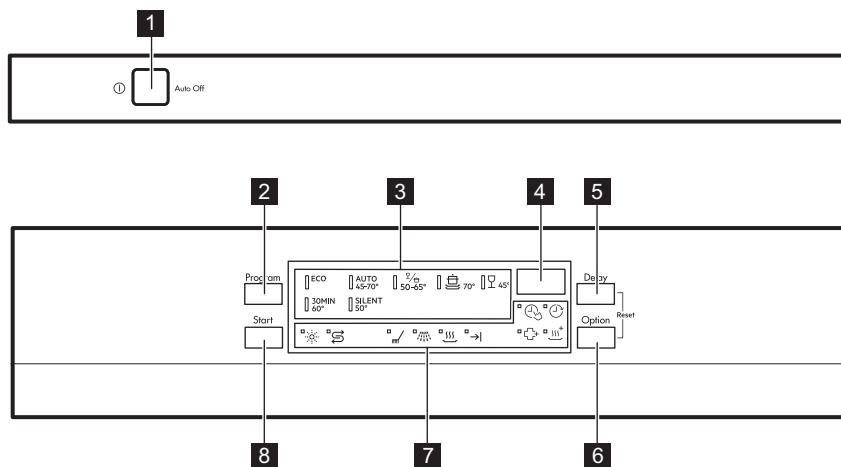 1
Auto Off
2
3
4
5
Program
ECO
AUTO
45-70°
50-65°
70°
45°
Delay
30MIN
60°
SILENT
50°
Reset
Start
Option
8
7
6